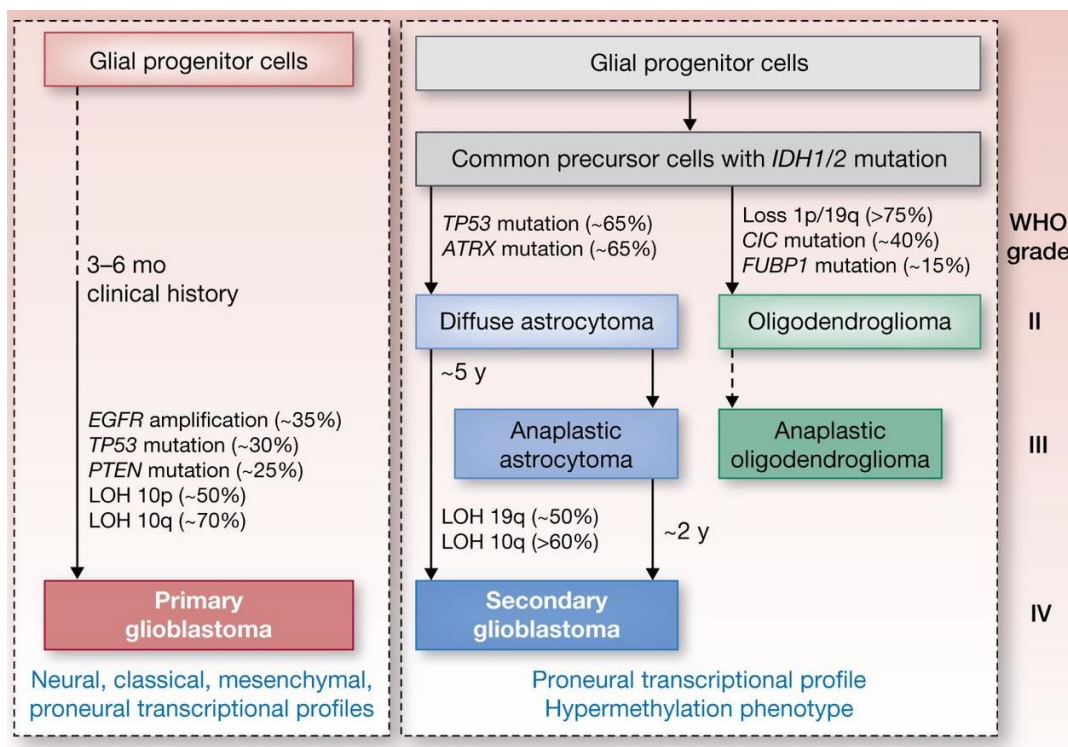 Glial progenitor cells
3–6 mo
clinical history
EGFR amplification (~35%)
TP53 mutation (~30%)
PTEN mutation (~25%)
LOH 10p (~50%)
LOH 10q (~70%)
Primary
glioblastoma
Neural, classical, mesenchymal,
proneural transcriptional profiles
Glial progenitor cells
Common precursor cells with IDH1/2 mutation
TP53 mutation (~65%)
ATRX mutation (~65%)
Loss 1p/19q (>75%)
CIC mutation (~40%)
FUBP1 mutation (~15%)
Diffuse astrocytoma
Oligodendroglioma
~5 y
Anaplastic
astrocytoma
Anaplastic
oligodendroglioma
LOH 19q (~50%)
LOH 10q (>60%)
~2 y
Secondary
glioblastoma
Proneural transcriptional profile
Hypermethylation phenotype
WHO
grade
II
III
IV